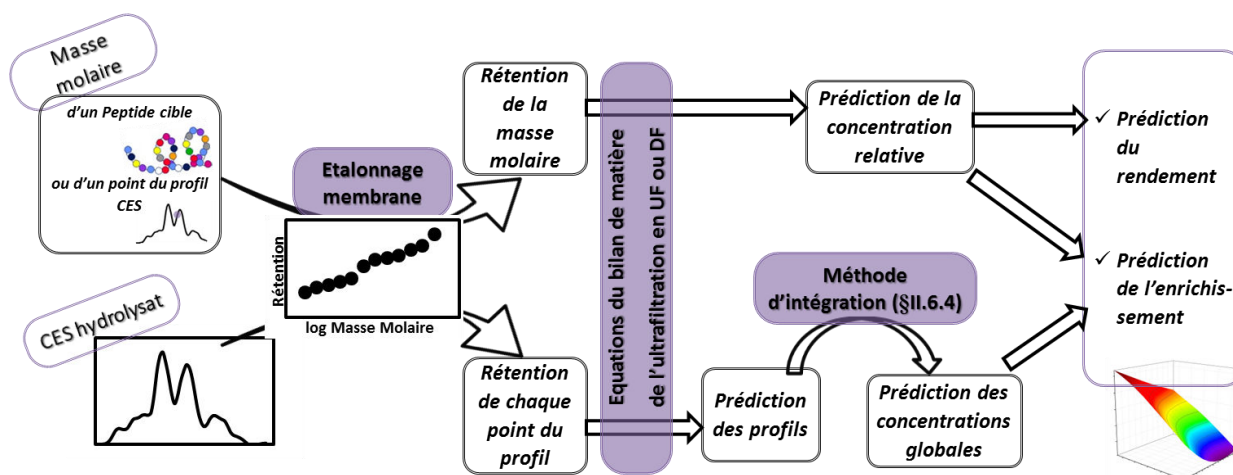 Masse
molaire
d'un Peptide cible
ou d'un point du profil
CES
CES hydrolysat
Etalonnage
membrane
Rétention
log Masse Molaire
Rétention
de la
masse
molaire
Rétention
de chaque
point du
profil
Equations du bilan de matière
de l'ultrafiltration en UF ou DF
Prédiction de la
concentration
relative
Prédiction
des profils
Méthode
d'intégration (§II.6.4)
Prédiction des
concentrations
globales
✓ Prédiction
du
rendement
✓ Prédiction
de l'enrichis-
sement